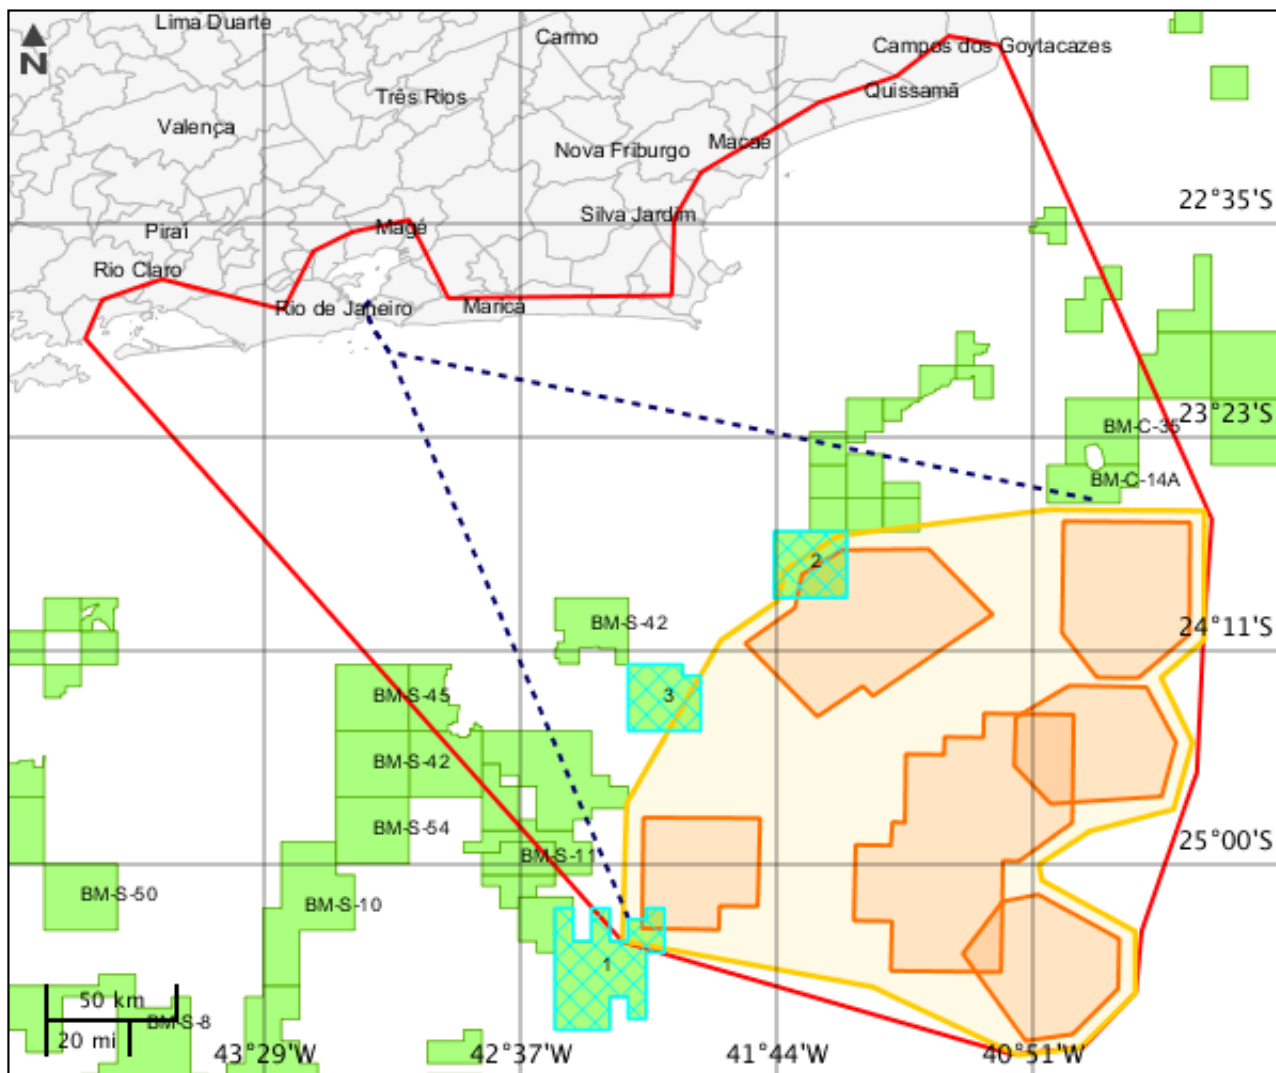 Lima Duarte
Carmo
Campos dos Goytacazes
N
Quissamã
Três Rios
Valença
Macaé
Nova Friburgo
22°35'S
Silva Jardim
Magé
Piraí
Rio Claro
Rio de Janeiro
Maricá
23°23'S
BM-C-35
BM-C-14A
2
24°11'S
BM-S-42
BM-S-45
3
BM-S-42
BM-S-54
25°00'S
BM-S-11
BM-S-50
BM-S-10
1
50 km
BM-S-8
20 mi
43°29'W
42°37'W
41°44'W
40°51'W